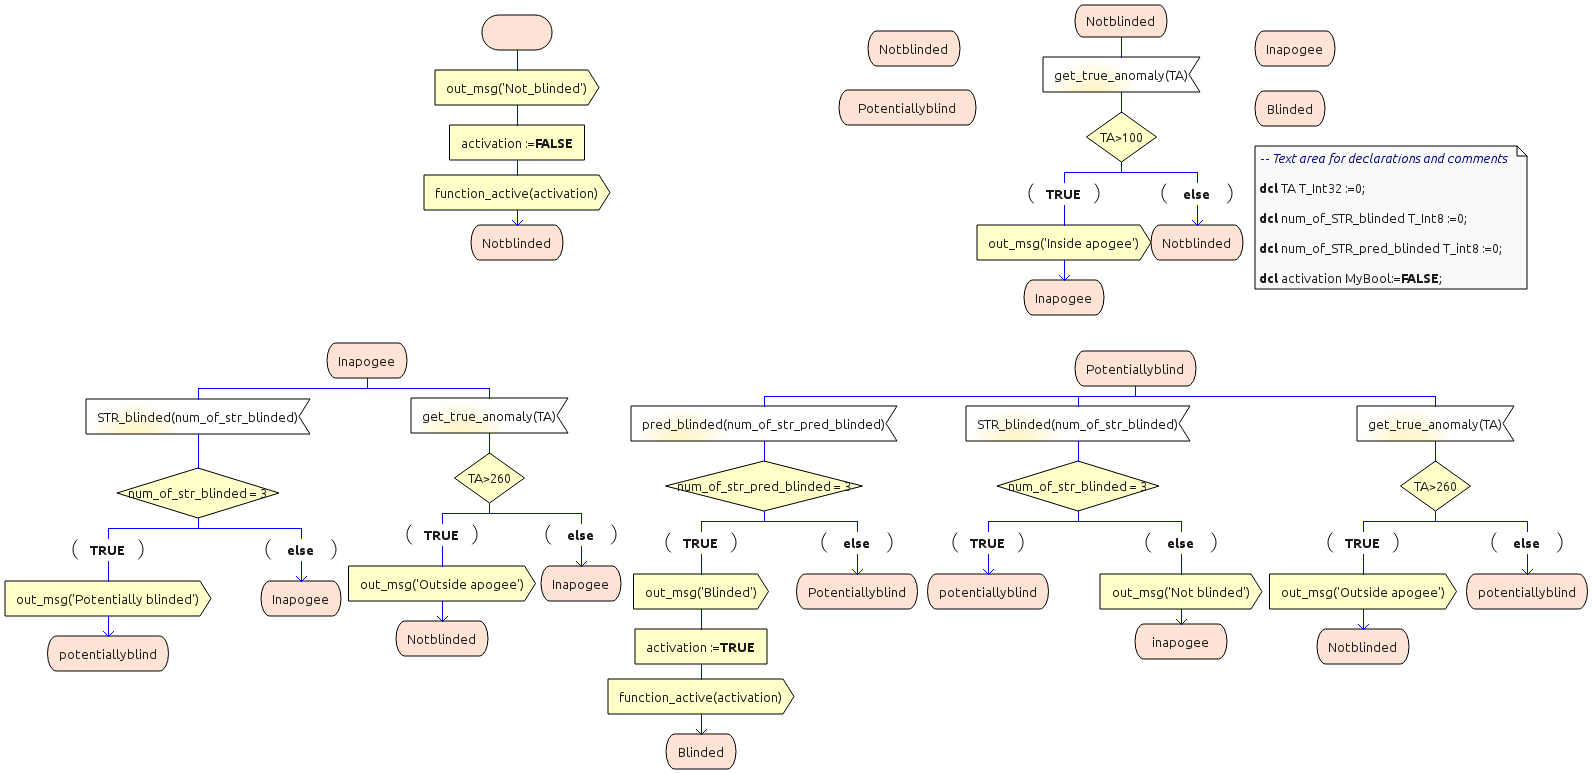 out_msg('Not_blinded')
activation :=FALSE
function_active(activation)
Notblinded
Notblinded
Potentiallyblind
Notblinded
get_true_anomaly(TA)
TA>100
( TRUE )
( else )
out_msg('Inside apogee')
Notblinded
Inapogee
Inapogee
Blinded
-- Text area for declarations and comments
dcl TA T_Int32 :=0;
dcl num_of_STR_blinded T_Int8 :=0;
dcl num_of_STR_pred_blinded T_int8 :=0;
dcl activation MyBool:=FALSE;
Inapogee
STR_blinded(num_of_str_blinded)
num_of_str_blinded = 3
( TRUE )
( else )
out_msg('Potentially blinded')
Inapogee
potentiallyblind
get_true_anomaly(TA)
TA>260
( TRUE )
( else )
out_msg('Outside apogee')
Inapogee
Notblinded
Potentiallyblind
pred_blinded(num_of_str_pred_blinded)
num_of_str_pred_blinded = 3
( TRUE )
( else )
out_msg('Blinded')
Potentiallyblind
activation :=TRUE
function_active(activation)
Blinded
STR_blinded(num_of_str_blinded)
num_of_str_blinded = 3
( TRUE )
( else )
potentiallyblind
out_msg('Not blinded')
inapogee
get_true_anomaly(TA)
TA>260
( TRUE )
( else )
out_msg('Outside apogee')
potentiallyblind
Notblinded